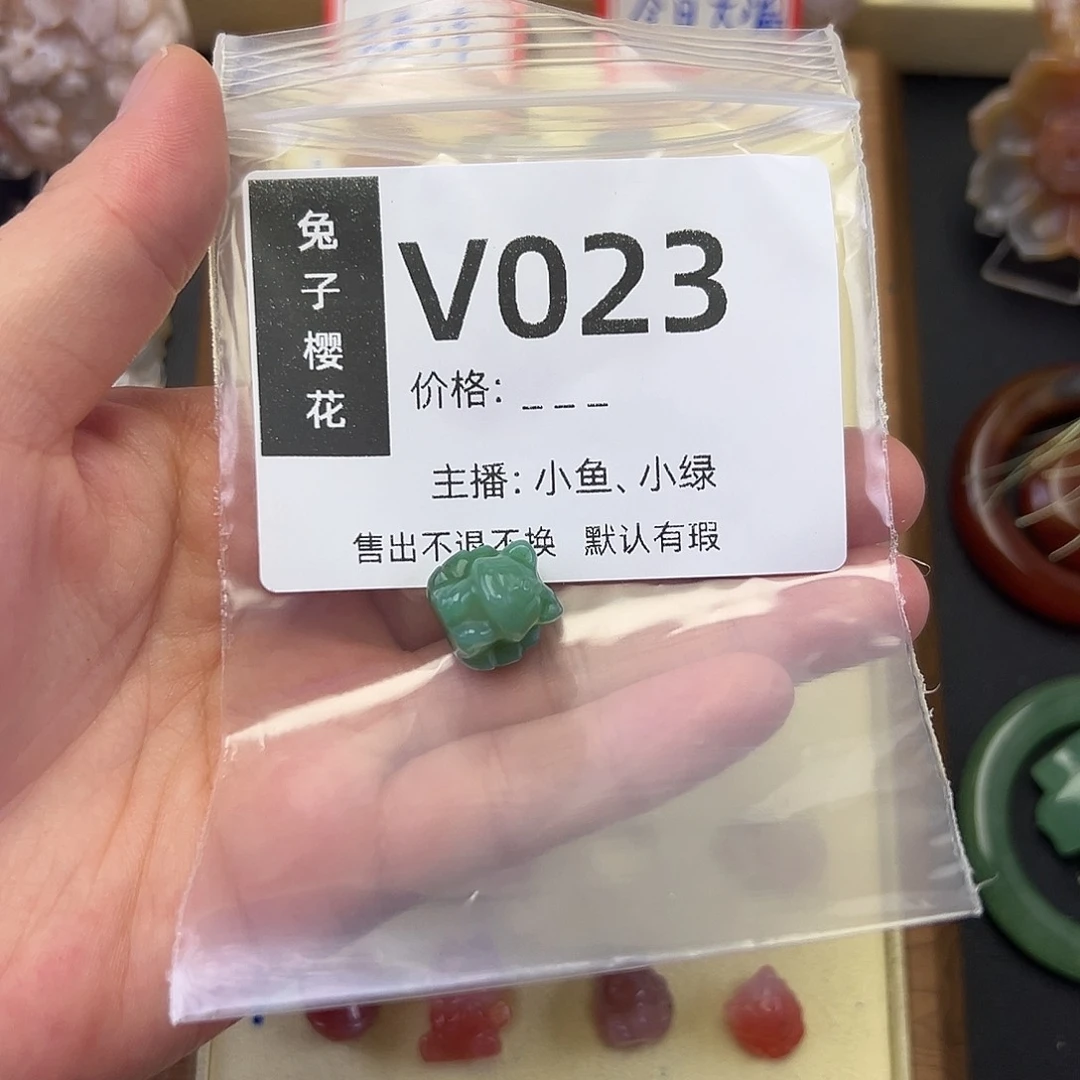 兔子樱花
V023
价格: _ _ _
主播: 小鱼、小绿
售出不退不换 默认有瑕